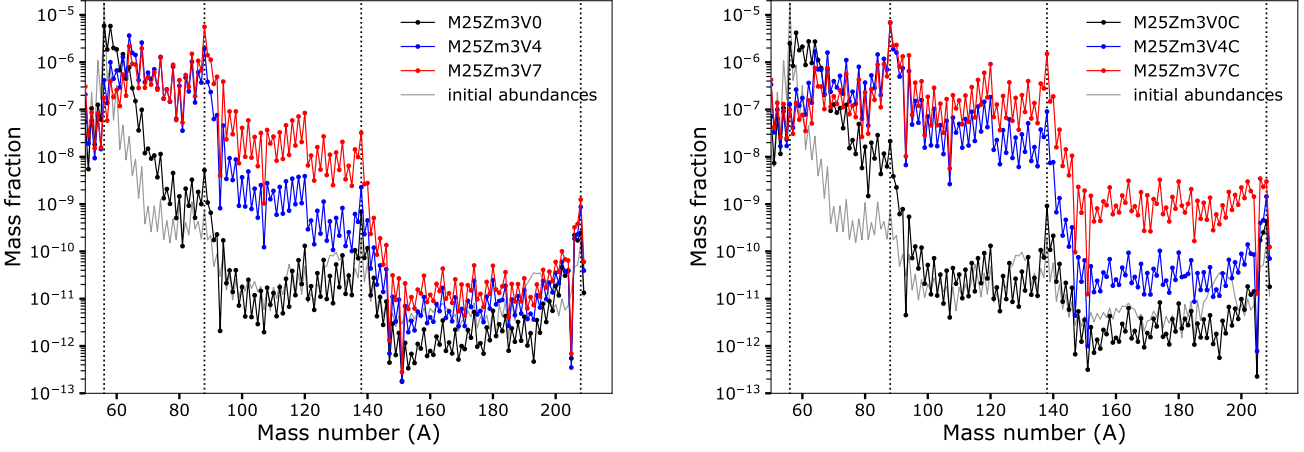 10⁻⁵
10⁻⁶
10⁻⁷
10⁻⁸
10⁻⁹
10⁻¹⁰
10⁻¹¹
10⁻¹²
10⁻¹³
Mass fraction
M25Zm3V0
M25Zm3V4
M25Zm3V7
initial abundances
60 80 100 120 140 160 180 200
Mass number (A)
10⁻⁵
10⁻⁶
10⁻⁷
10⁻⁸
10⁻⁹
10⁻¹⁰
10⁻¹¹
10⁻¹²
10⁻¹³
Mass fraction
M25Zm3V0C
M25Zm3V4C
M25Zm3V7C
initial abundances
60 80 100 120 140 160 180 200
Mass number (A)